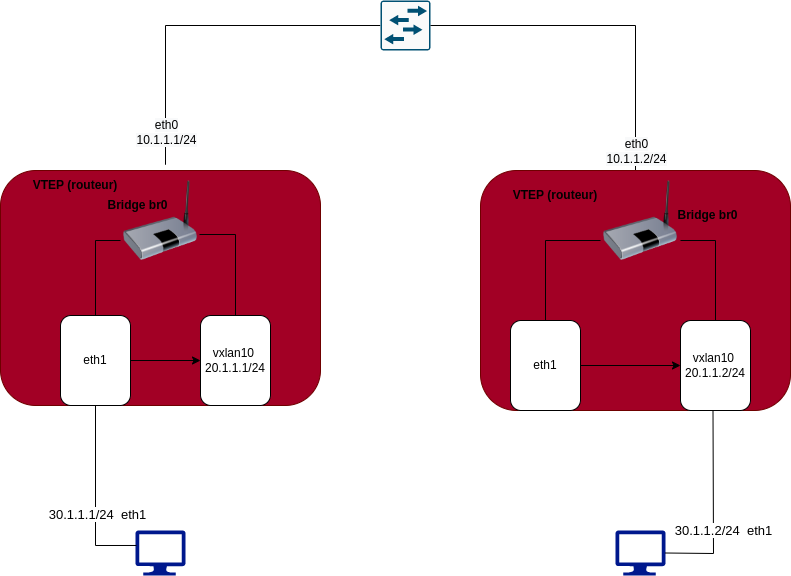 eth0
10.1.1.1/24
eth0
10.1.1.2/24
VTEP (routeur)
Bridge br0
VTEP (routeur)
Bridge br0
eth1
vxlan10
20.1.1.1/24
eth1
vxlan10
20.1.1.2/24
30.1.1.1/24  eth1
30.1.1.2/24  eth1